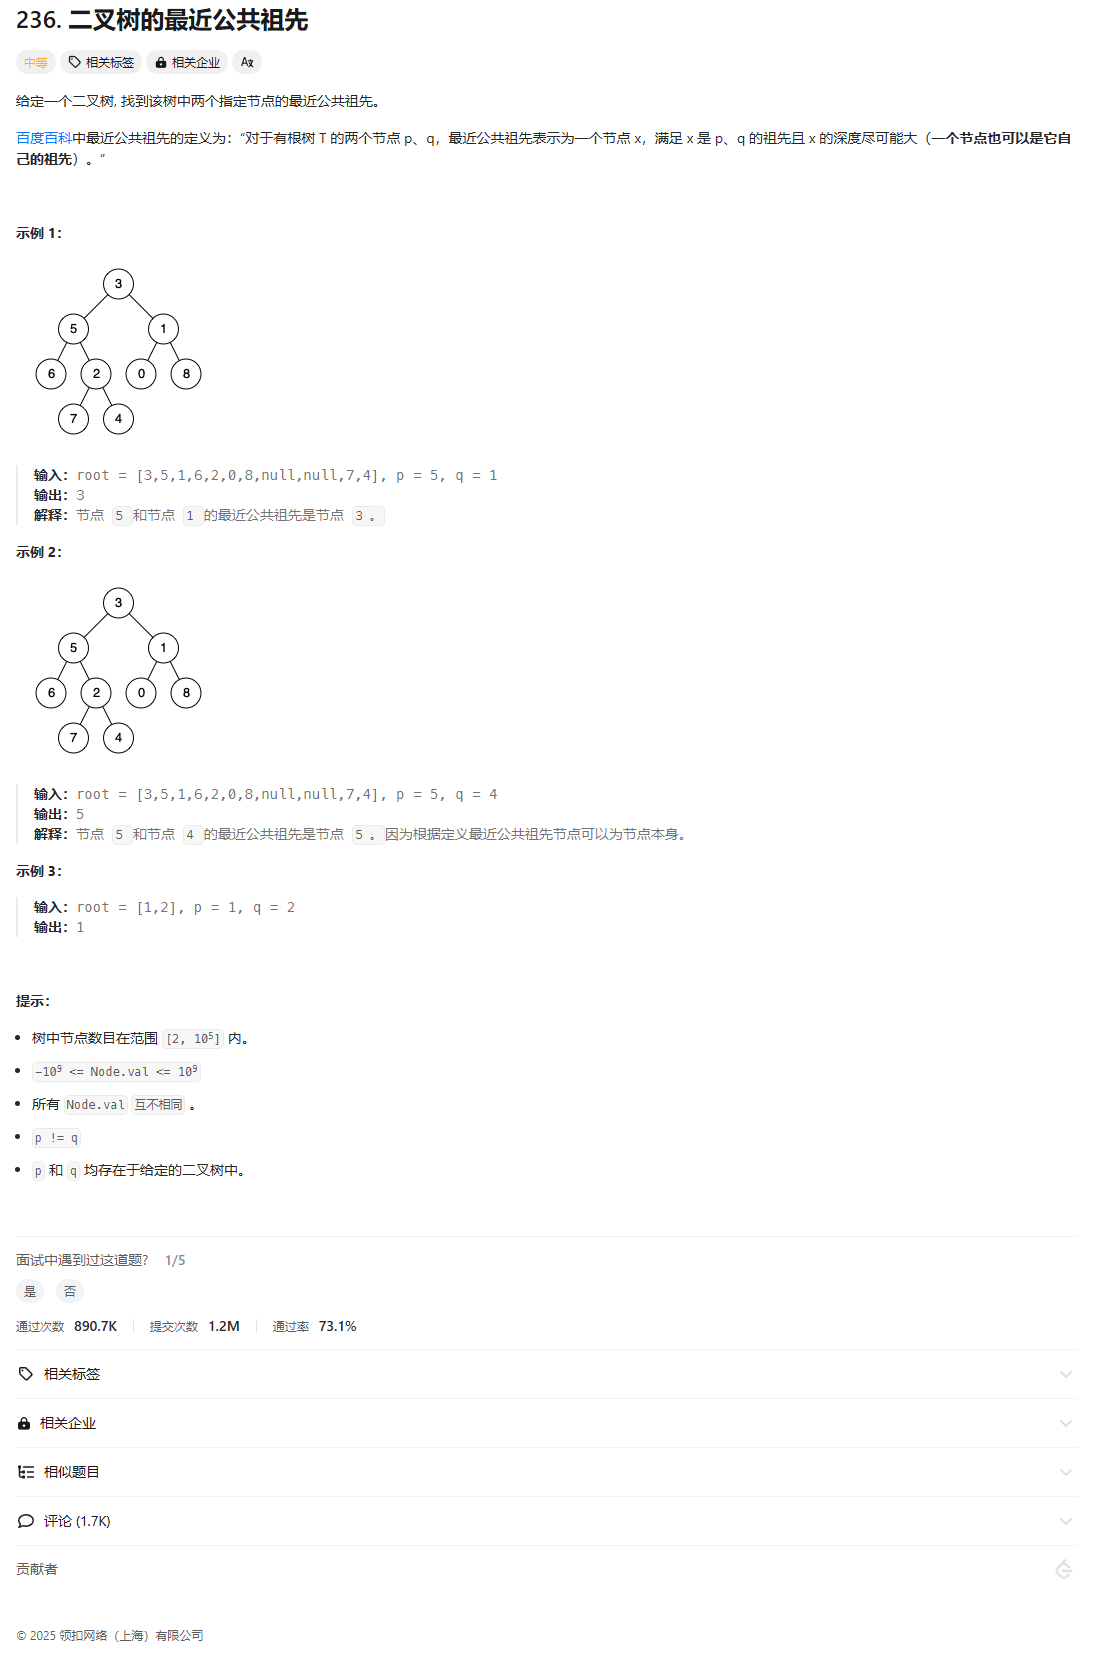 236. 二叉树的最近公共祖先
中等 相关标签 相关企业 Aא
给定一个二叉树, 找到该树中两个指定节点的最近公共祖先。
百度百科中最近公共祖先的定义为：“对于有根树 T 的两个节点 p、q，最近公共祖先表示为一个节点 x，满足 x 是 p、q 的祖先且 x 的深度尽可能大（一个节点也可以是它自
己的祖先）。”
示例 1：
3
5 1
6 2 0 8
7 4
输入：root = [3,5,1,6,2,0,8,null,null,7,4], p = 5, q = 1
输出：3
解释：节点 5 和节点 1 的最近公共祖先是节点 3 。
示例 2：
3
5 1
6 2 0 8
7 4
输入：root = [3,5,1,6,2,0,8,null,null,7,4], p = 5, q = 4
输出：5
解释：节点 5 和节点 4 的最近公共祖先是节点 5 。因为根据定义最近公共祖先节点可以为节点本身。
示例 3：
输入：root = [1,2], p = 1, q = 2
输出：1
提示：
树中节点数目在范围 [2, 10⁵] 内。
-10⁹ <= Node.val <= 10⁹
所有 Node.val 互不相同 。
p != q
p 和 q 均存在于给定的二叉树中。
面试中遇到过这道题? 1/5
是 否
通过次数 890.7K 提交次数 1.2M 通过率 73.1%
相关标签
相关企业
相似题目
评论 (1.7K)
贡献者
© 2025 领扣网络（上海）有限公司